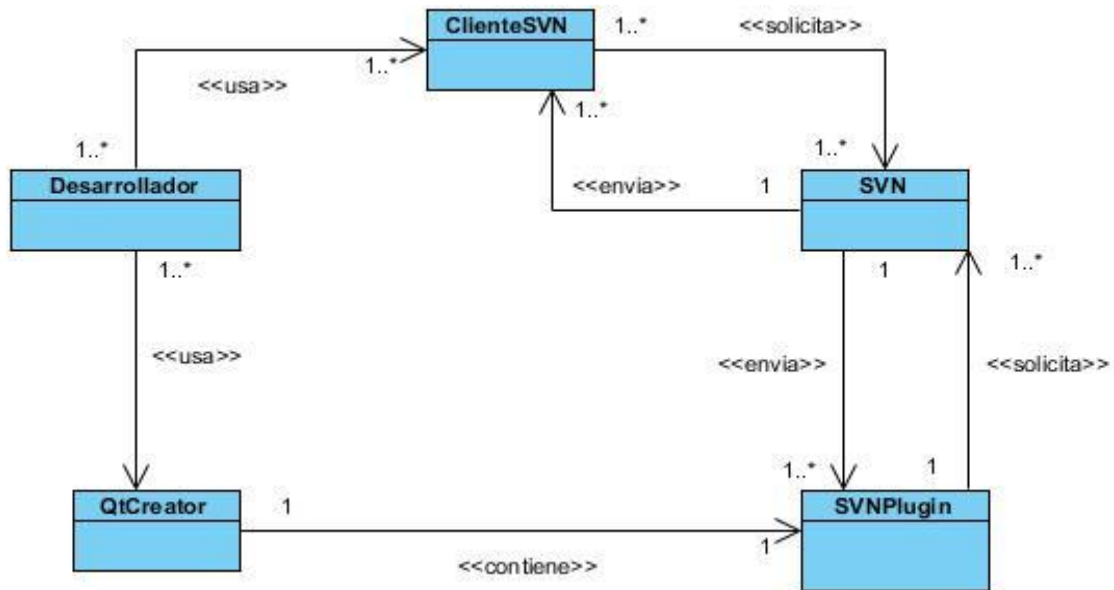 ClienteSVN
1..*
<<solicita>>
1..*
<<usa>>
1..*
1..*
1..*
Desarrollador
<<envia>>
1
SVN
1..*
1
1..*
<<usa>>
<<envia>>
<<solicita>>
1..*
1
QtCreator
1
SVNPlugin
1
<<contiene>>